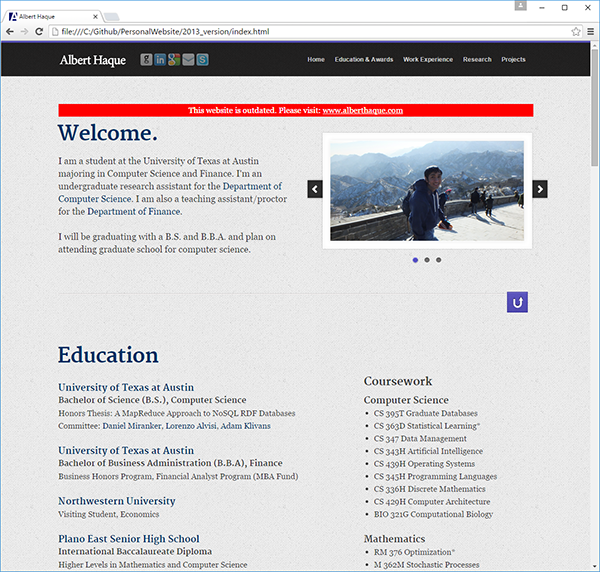 Albert Haque
file:///C:/Github/PersonalWebsite/2013_version/index.html
Albert Haque
Home Education & Awards Work Experience Research Projects
This website is outdated. Please visit: www.alberthaque.com
Welcome.
I am a student at the University of Texas at Austin
majoring in Computer Science and Finance. I'm an
undergraduate research assistant for the Department of
Computer Science. I am also a teaching assistant/proctor
for the Department of Finance.
I will be graduating with a B.S. and B.B.A. and plan on
attending graduate school for computer science.
Education
University of Texas at Austin
Bachelor of Science (B.S.), Computer Science
Honors Thesis: A MapReduce Approach to NoSQL RDF Databases
Committee: Daniel Miranker, Lorenzo Alvisi, Adam Klivans
University of Texas at Austin
Bachelor of Business Administration (B.B.A), Finance
Business Honors Program, Financial Analyst Program (MBA Fund)
Northwestern University
Visiting Student, Economics
Plano East Senior High School
International Baccalaureate Diploma
Higher Levels in Mathematics and Computer Science
Coursework
Computer Science
• CS 395T Graduate Databases
• CS 363D Statistical Learning*
• CS 347 Data Management
• CS 343H Artificial Intelligence
• CS 439H Operating Systems
• CS 345H Programming Languages
• CS 336H Discrete Mathematics
• CS 429H Computer Architecture
• BIO 321G Computational Biology
Mathematics
• RM 376 Optimization*
• M 362M Stochastic Processes